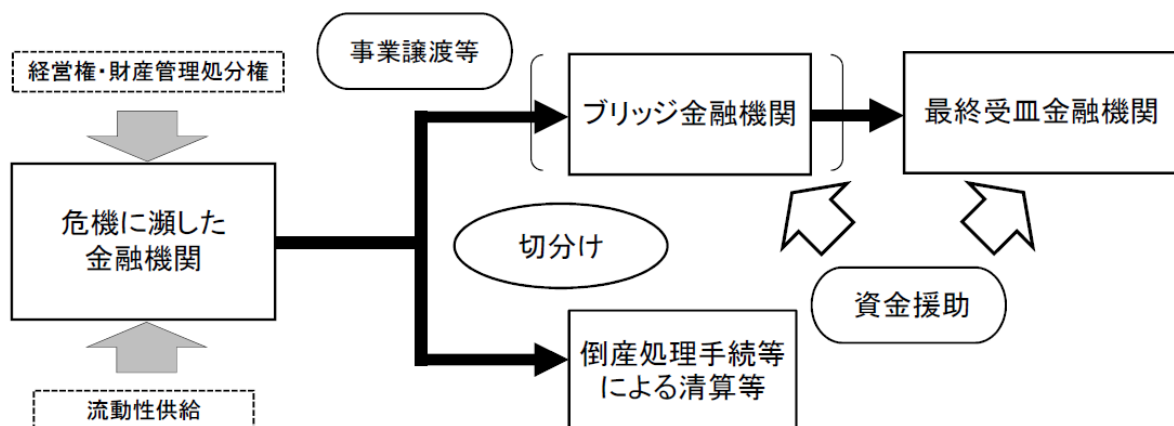 事業譲渡等
経営権・財産管理処分権
ブリッジ金融機関
最終受皿金融機関
危機に瀕した
金融機関
切分け
資金援助
倒産処理手続等
による清算等
流動性供給